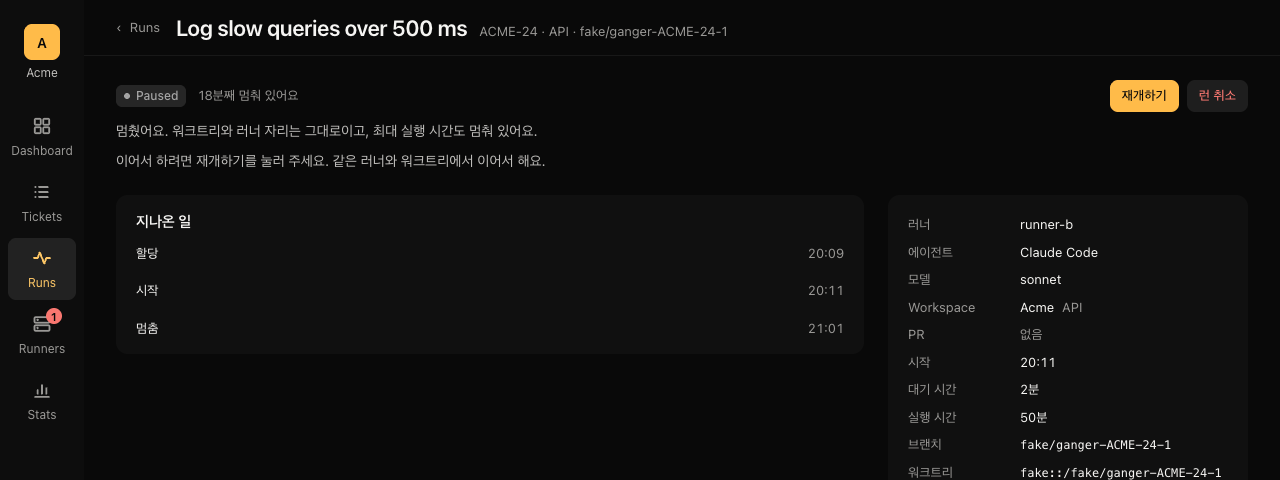 A
Acme
Dashboard
Tickets
Runs
1
Runners
Stats
‹ Runs
Log slow queries over 500 ms
ACME-24 · API · fake/ganger-ACME-24-1
Paused
18분째 멈춰 있어요
재개하기
런 취소
멈췄어요. 워크트리와 러너 자리는 그대로이고, 최대 실행 시간도 멈춰 있어요.
이어서 하려면 재개하기를 눌러 주세요. 같은 러너와 워크트리에서 이어서 해요.
지나온 일
할당 20:09
시작 20:11
멈춤 21:01
러너 runner-b
에이전트 Claude Code
모델 sonnet
Workspace Acme API
PR 없음
시작 20:11
대기 시간 2분
실행 시간 50분
브랜치 fake/ganger-ACME-24-1
워크트리 fake::/fake/ganger-ACME-24-1